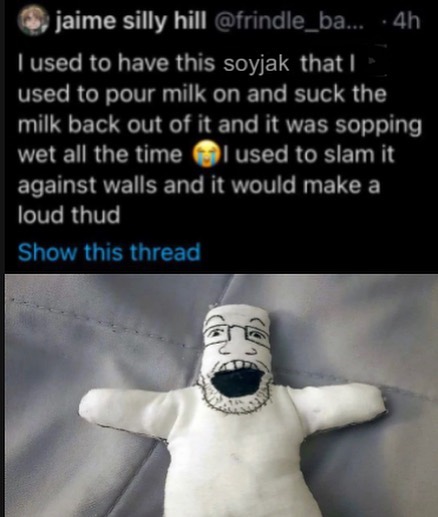 jaime silly hill @frindle_ba... · 4h
I used to have this soyjak that I
used to pour milk on and suck the
milk back out of it and it was sopping
wet all the time 😭I used to slam it
against walls and it would make a
loud thud
Show this thread